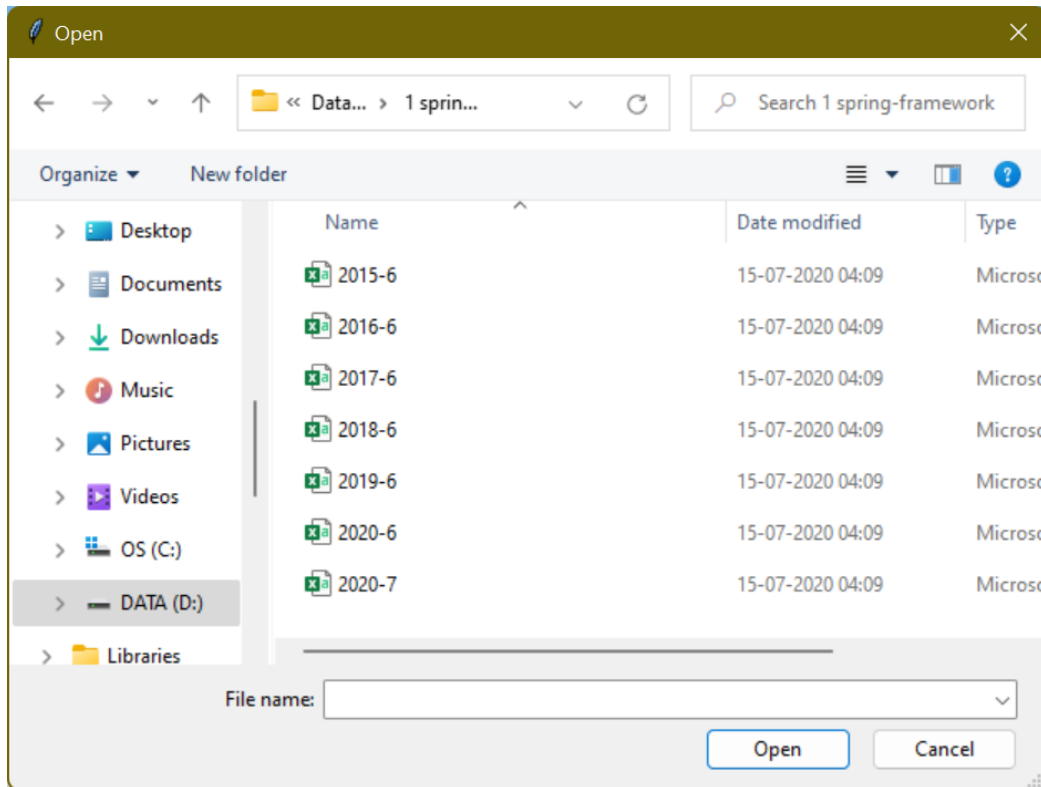 Open
« Data... › 1 sprin...
Search 1 spring-framework
Organize
New folder
Name Date modified Type
Desktop
Documents
Downloads
Music
Pictures
Videos
OS (C:)
DATA (D:)
Libraries
2015-6 15-07-2020 04:09 Microso
2016-6 15-07-2020 04:09 Microso
2017-6 15-07-2020 04:09 Microso
2018-6 15-07-2020 04:09 Microso
2019-6 15-07-2020 04:09 Microso
2020-6 15-07-2020 04:09 Microso
2020-7 15-07-2020 04:09 Microso
File name:
Open Cancel